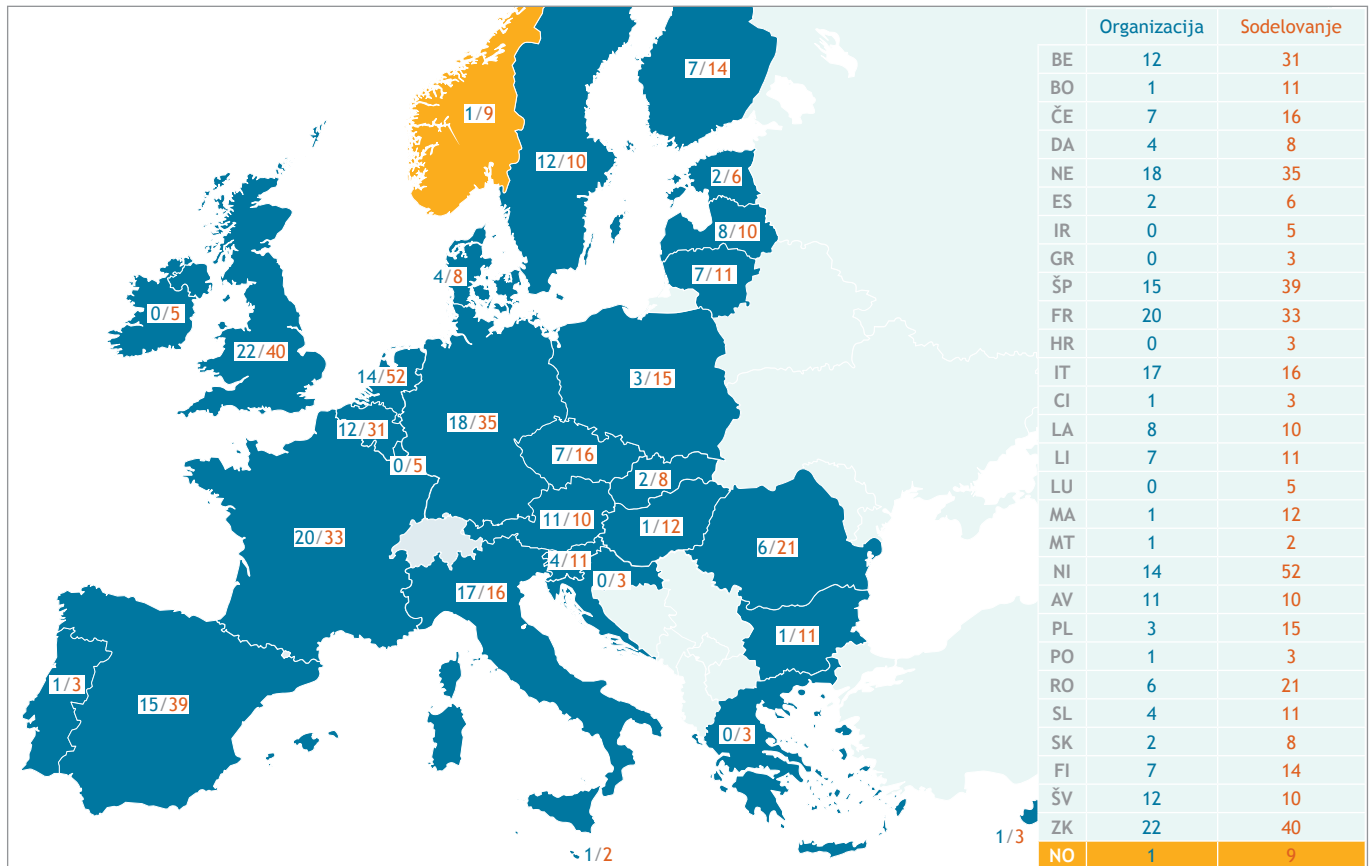 7/14
1/9
12/10
2/6
8/10
4/8
7/11
0/5
22/40
14/52
3/15
12/31
18/35
0/5
7/16
2/8
11/10
1/12
20/33
4/11
0/3
6/21
17/16
1/11
1/3
15/39
0/3
1/3
1/2
Organizacija Sodelovanje
BE 12 31
BO 1 11
ČE 7 16
DA 4 8
NE 18 35
ES 2 6
IR 0 5
GR 0 3
ŠP 15 39
FR 20 33
HR 0 3
IT 17 16
CI 1 3
LA 8 10
LI 7 11
LU 0 5
MA 1 12
MT 1 2
NI 14 52
AV 11 10
PL 3 15
PO 1 3
RO 6 21
SL 4 11
SK 2 8
FI 7 14
ŠV 12 10
ZK 22 40
NO 1 9